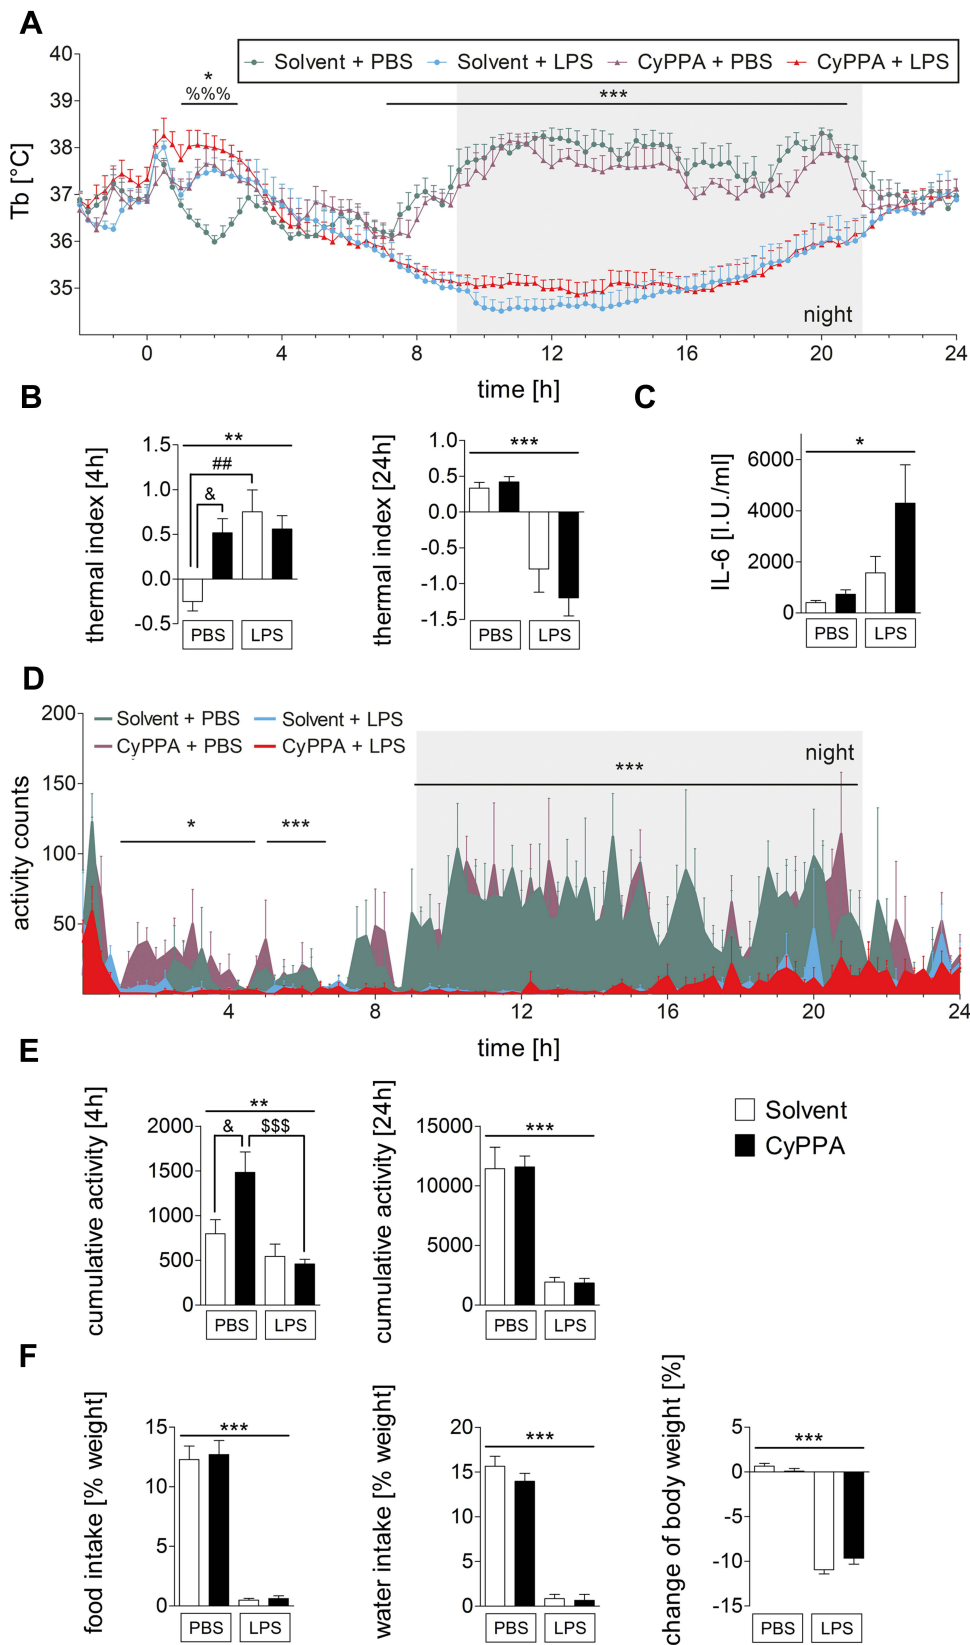 A
Solvent + PBS Solvent + LPS CyPPA + PBS CyPPA + LPS
Tb [°C]
40
39
38
37
36
35
*
%%%
***
night
0 4 8 12 16 20 24
time [h]
B
thermal index [4h]
1.5
1.0
0.5
0.0
-0.5
**
##
&
PBS LPS
thermal index [24h]
1.0
0.5
0.0
-0.5
-1.0
-1.5
***
PBS LPS
C
IL-6 [I.U./ml]
6000
4000
2000
0
*
PBS LPS
D
Solvent + PBS Solvent + LPS
CyPPA + PBS CyPPA + LPS
activity counts
200
150
100
50
* ***
***
night
4 8 12 16 20 24
time [h]
E
cumulative activity [4h]
2000
1500
1000
500
0
**
& $$$
PBS LPS
cumulative activity [24h]
15000
10000
5000
0
***
PBS LPS
Solvent
CyPPA
F
food intake [% weight]
15
10
5
0
***
PBS LPS
water intake [% weight]
20
15
10
5
0
***
PBS LPS
change of body weight [%]
5
0
-5
-10
-15
***
PBS LPS